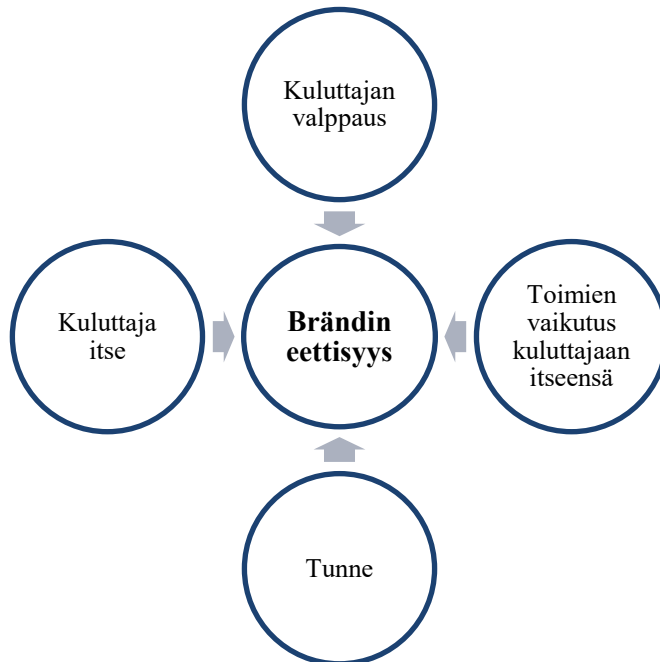 Kuluttajan
valppaus
Kuluttaja
itse
Brändin
eettisyys
Toimien
vaikutus
kuluttajaan
itseensä
Tunne